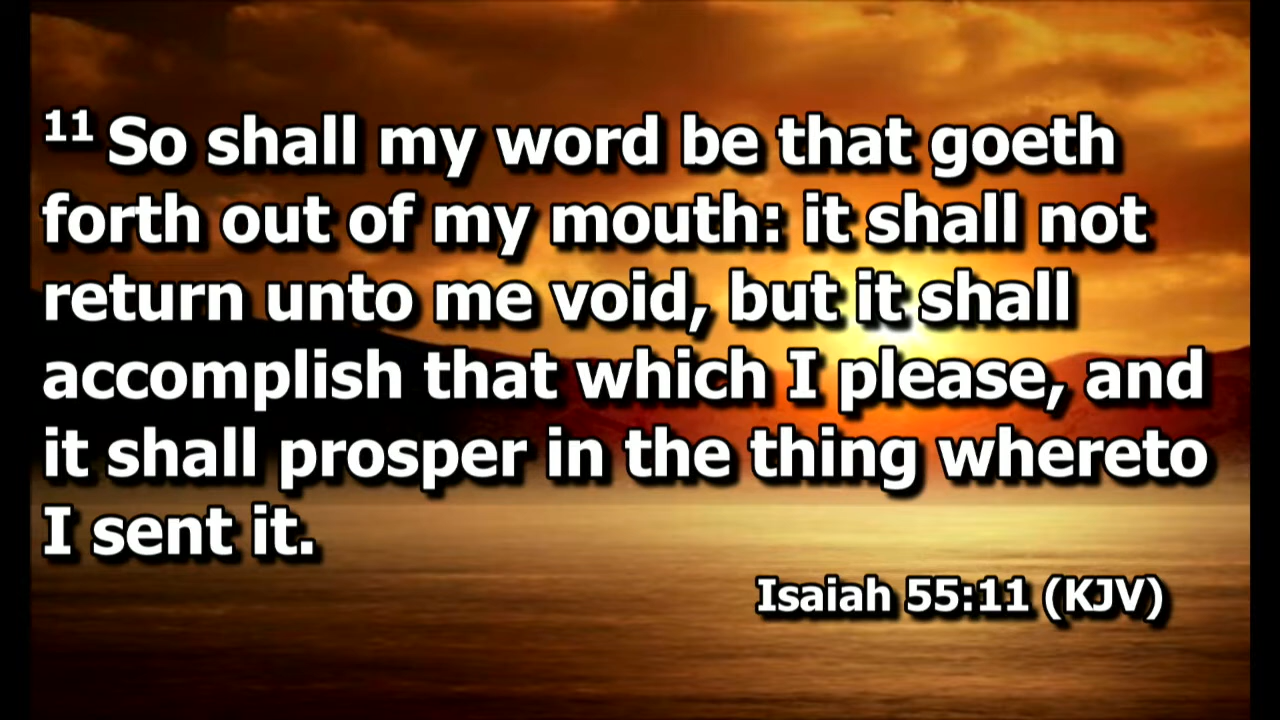 11 So shall my word be that goeth
forth out of my mouth: it shall not
return unto me void, but it shall
accomplish that which I please, and
it shall prosper in the thing whereto
I sent it.
Isaiah 55:11 (KJV)